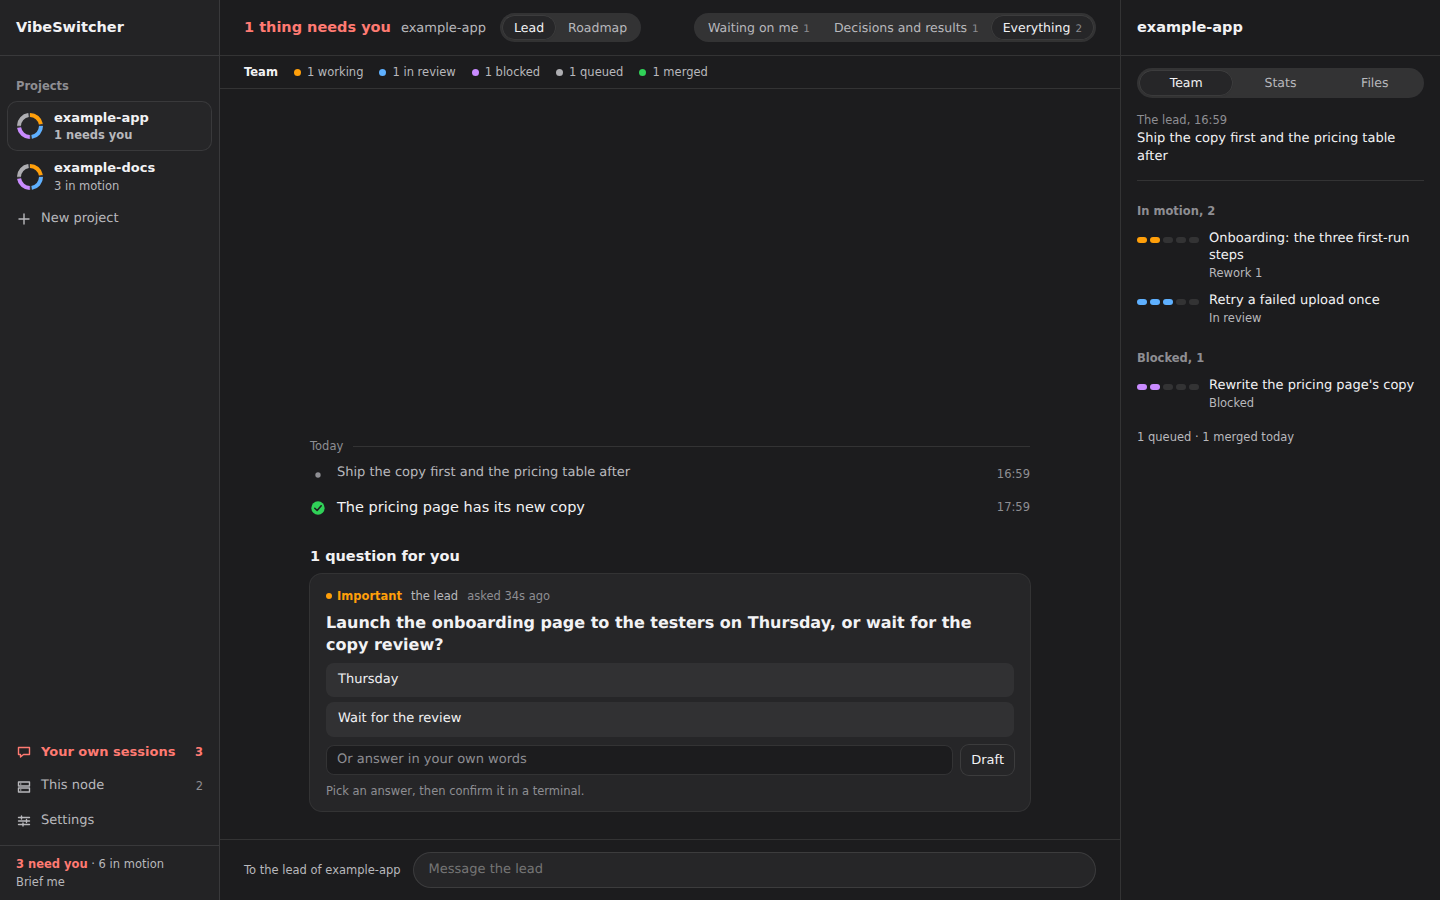 VibeSwitcher
Projects
example-app
1 needs you
example-docs
3 in motion
New project
Your own sessions 3
This node 2
Settings
3 need you · 6 in motion
Brief me
1 thing needs you example-app Lead Roadmap
Waiting on me 1 Decisions and results 1 Everything 2
Team 1 working 1 in review 1 blocked 1 queued 1 merged
Today
Ship the copy first and the pricing table after 16:59
The pricing page has its new copy 17:59
1 question for you
Important the lead asked 34s ago
Launch the onboarding page to the testers on Thursday, or wait for the
copy review?
Thursday
Wait for the review
Or answer in your own words Draft
Pick an answer, then confirm it in a terminal.
To the lead of example-app Message the lead
example-app
Team Stats Files
The lead, 16:59
Ship the copy first and the pricing table
after
In motion, 2
Onboarding: the three first-run
steps
Rework 1
Retry a failed upload once
In review
Blocked, 1
Rewrite the pricing page's copy
Blocked
1 queued · 1 merged today